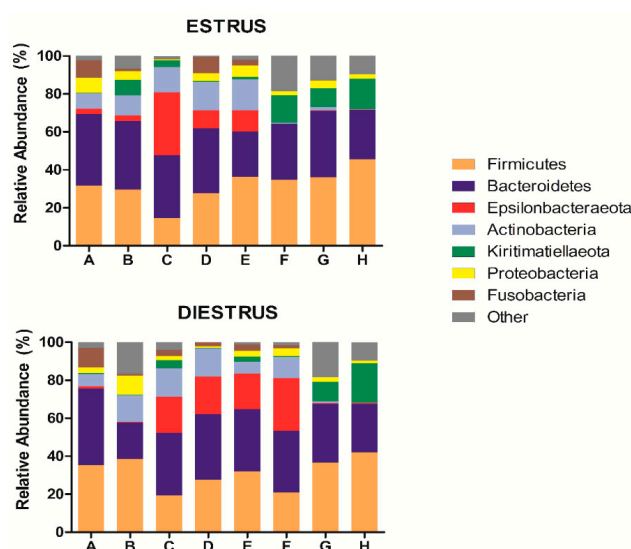 ESTRUS
Relative Abundance (%)
100
80
60
40
20
0
A B C D E F G H
Firmicutes
Bacteroidetes
Epsilonbacteraeota
Actinobacteria
Kiritimatiellaeota
Proteobacteria
Fusobacteria
Other
DIESTRUS
Relative Abundance (%)
100
80
60
40
20
0
A B C D E F G H